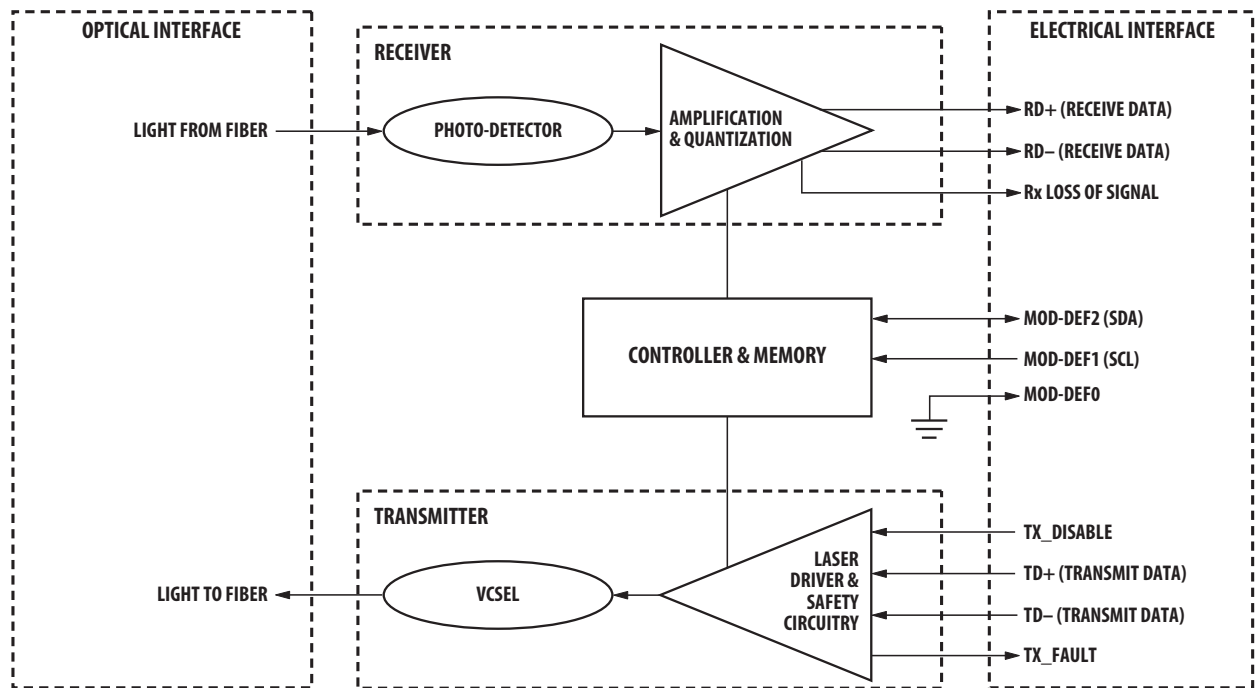 OPTICAL INTERFACE
ELECTRICAL INTERFACE
RECEIVER
LIGHT FROM FIBER
PHOTO-DETECTOR
AMPLIFICATION
& QUANTIZATION
RD+ (RECEIVE DATA)
RD– (RECEIVE DATA)
Rx LOSS OF SIGNAL
CONTROLLER & MEMORY
MOD-DEF2 (SDA)
MOD-DEF1 (SCL)
MOD-DEF0
TRANSMITTER
LIGHT TO FIBER
VCSEL
LASER
DRIVER &
SAFETY
CIRCUITRY
TX_DISABLE
TD+ (TRANSMIT DATA)
TD– (TRANSMIT DATA)
TX_FAULT